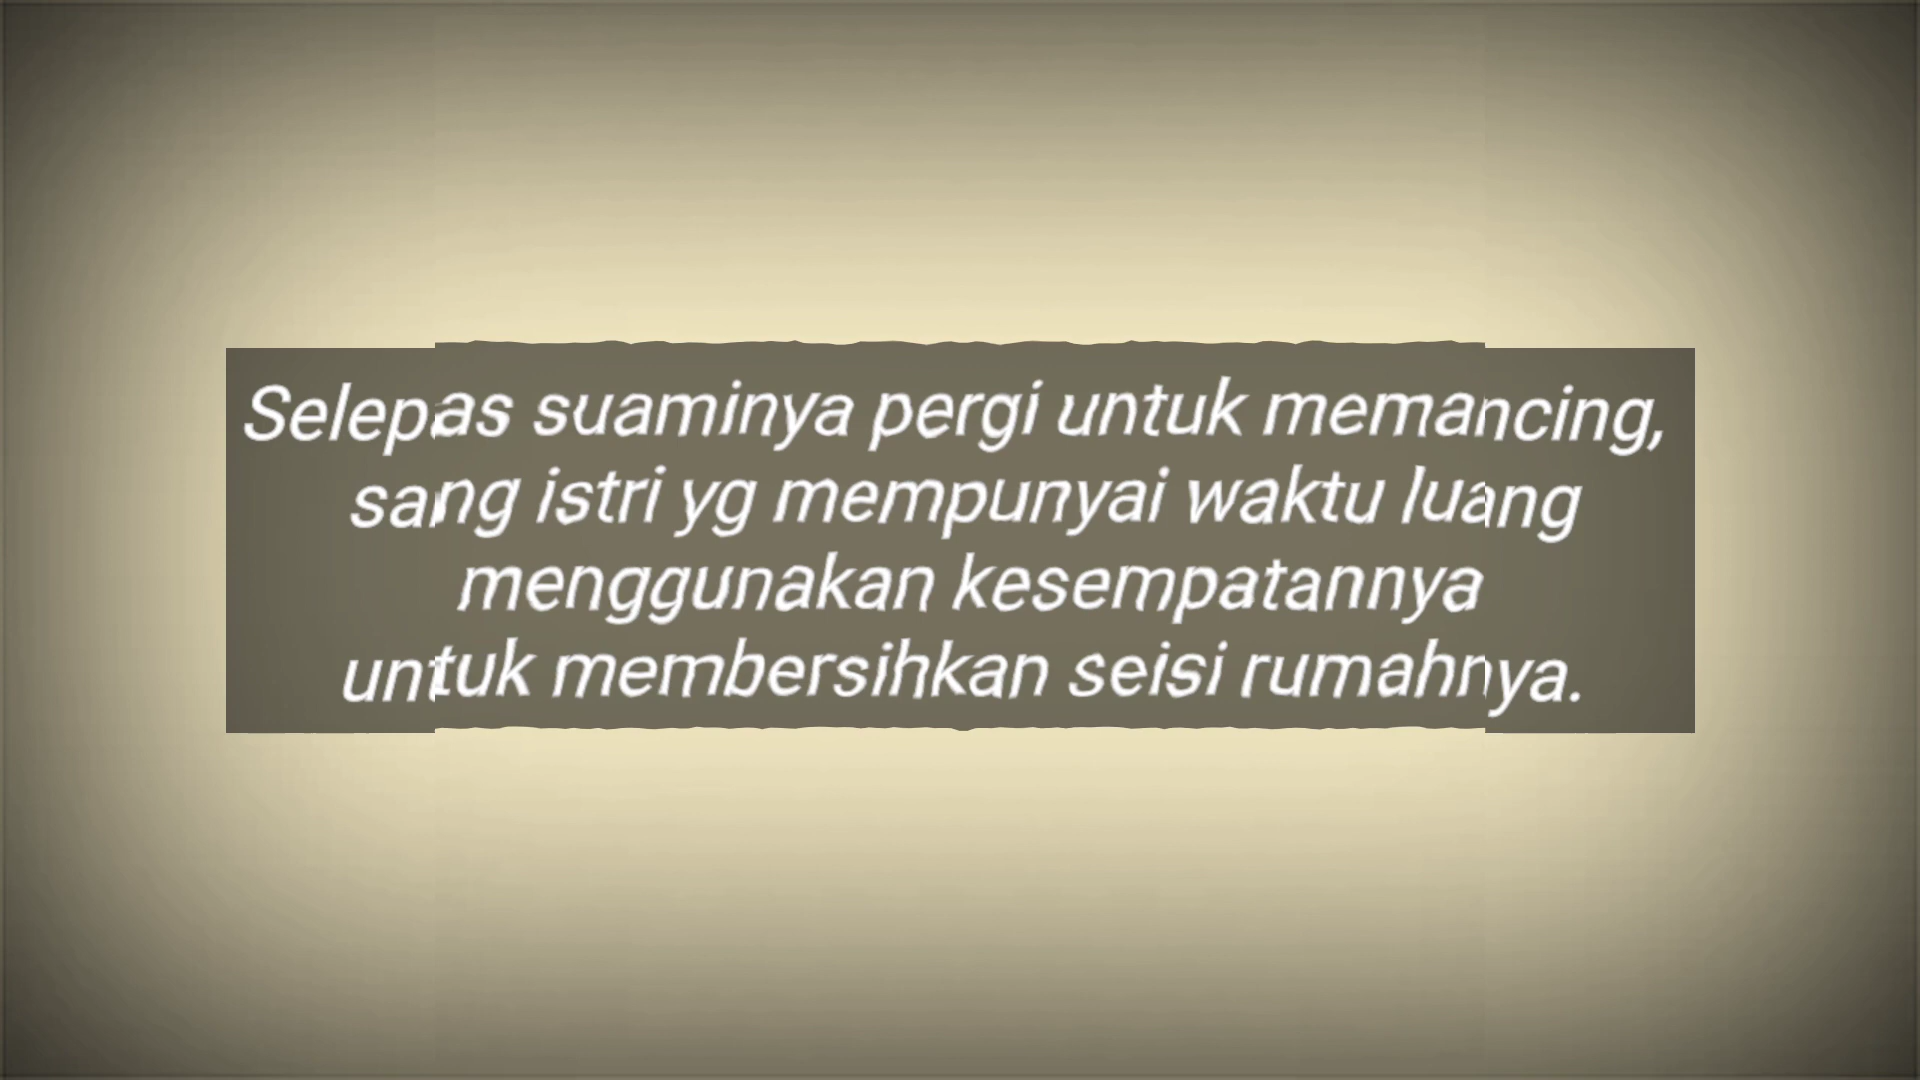 Selepas suaminya pergi untuk memancing,
sang istri yg mempunyai waktu luang
menggunakan kesempatannya
untuk membersihkan seisi rumahnya.